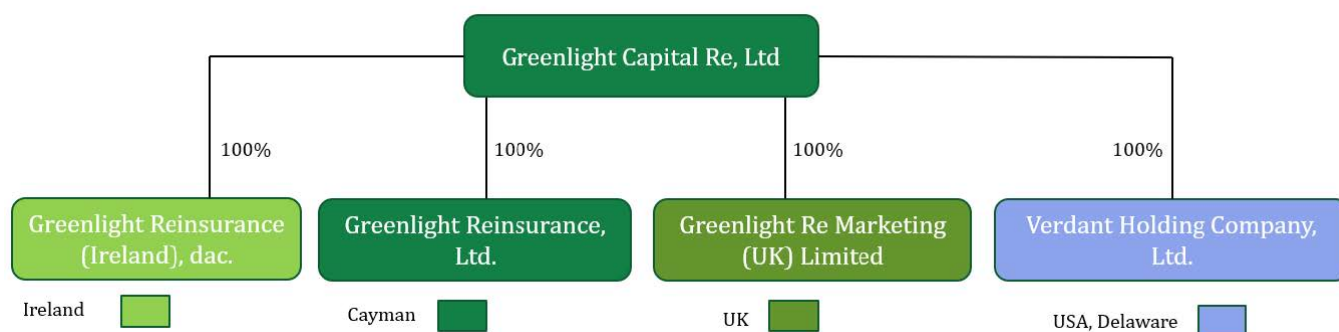 Greenlight Capital Re, Ltd
100%
100%
100%
100%
Greenlight Reinsurance
(Ireland), dac.
Greenlight Reinsurance,
Ltd.
Greenlight Re Marketing
(UK) Limited
Verdant Holding Company,
Ltd.
Ireland
Cayman
UK
USA, Delaware